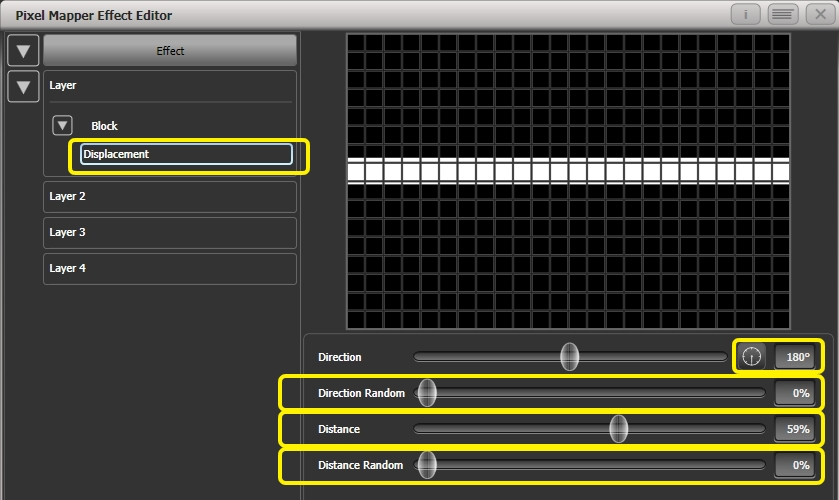 Pixel Mapper Effect Editor
i
Effect
Layer
Block
Displacement
Layer 2
Layer 3
Layer 4
Direction 180°
Direction Random 0%
Distance 59%
Distance Random 0%